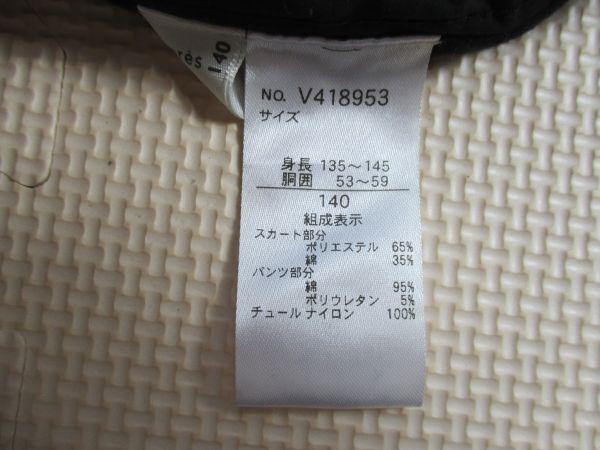 rès
140
NO. V418953
サイズ
身長 135~145
胴囲 53~59
140
組成表示
スカート部分
ポリエステル 65%
綿 35%
パンツ部分
綿 95%
ポリウレタン 5%
チュール ナイロン 100%